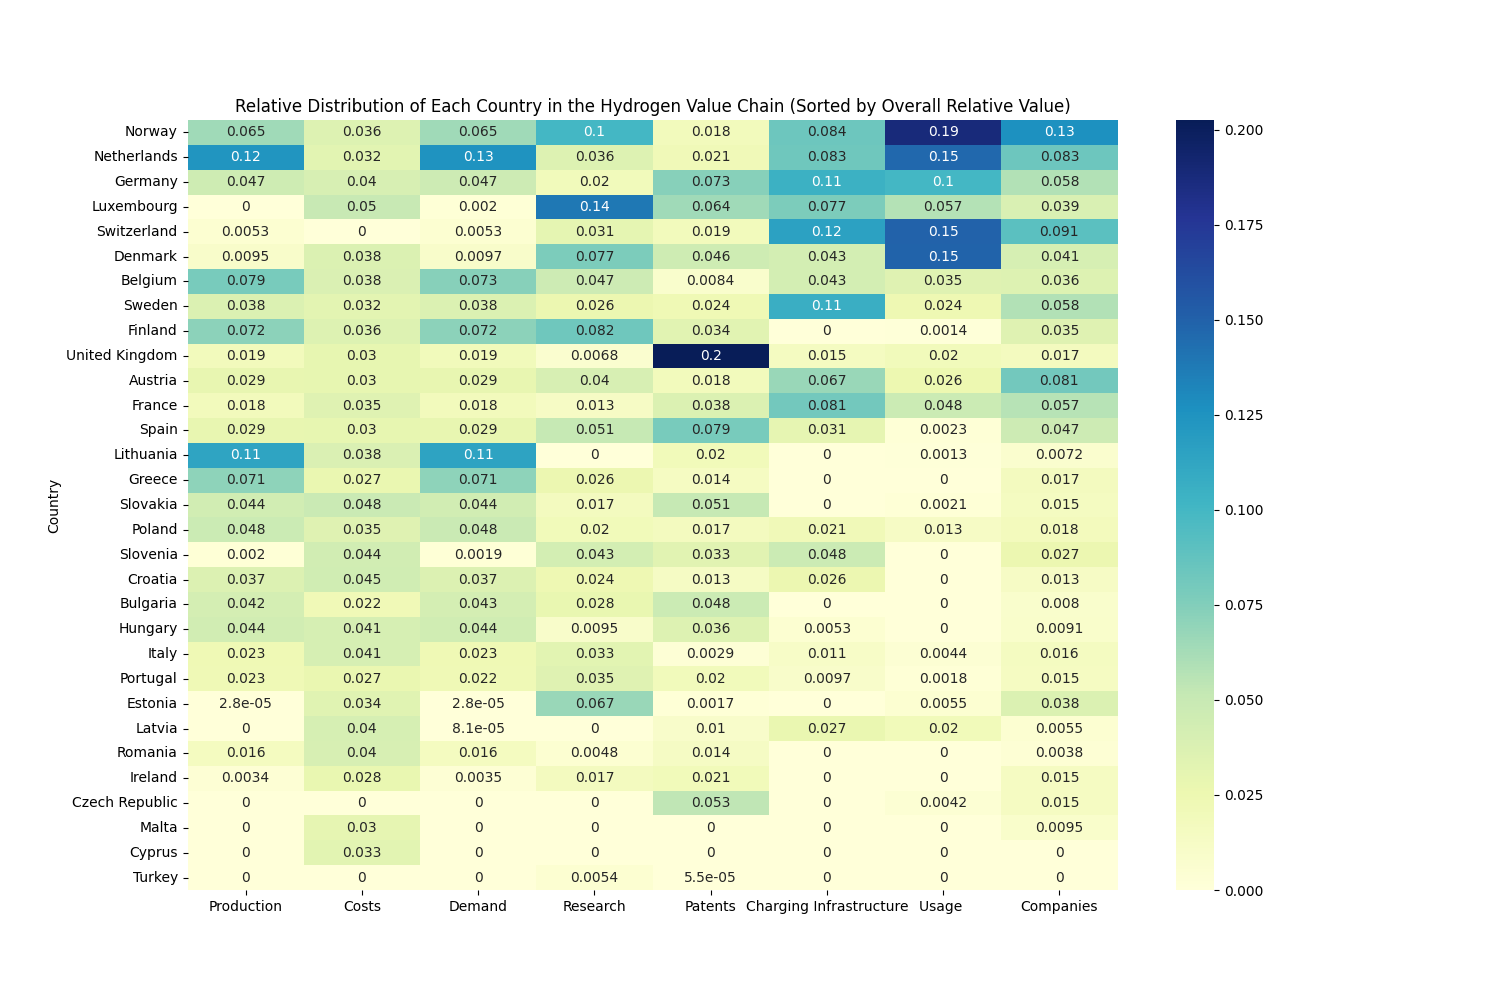 Relative Distribution of Each Country in the Hydrogen Value Chain (Sorted by Overall Relative Value)
Norway 0.065 0.036 0.065 0.1 0.018 0.084 0.19 0.13
Netherlands 0.12 0.032 0.13 0.036 0.021 0.083 0.15 0.083
Germany 0.047 0.04 0.047 0.02 0.073 0.11 0.1 0.058
Luxembourg 0 0.05 0.002 0.14 0.064 0.077 0.057 0.039
Switzerland 0.0053 0 0.0053 0.031 0.019 0.12 0.15 0.091
Denmark 0.0095 0.038 0.0097 0.077 0.046 0.043 0.15 0.041
Belgium 0.079 0.038 0.073 0.047 0.0084 0.043 0.035 0.036
Sweden 0.038 0.032 0.038 0.026 0.024 0.11 0.024 0.058
Finland 0.072 0.036 0.072 0.082 0.034 0 0.0014 0.035
United Kingdom 0.019 0.03 0.019 0.0068 0.2 0.015 0.02 0.017
Austria 0.029 0.03 0.029 0.04 0.018 0.067 0.026 0.081
France 0.018 0.035 0.018 0.013 0.038 0.081 0.048 0.057
Spain 0.029 0.03 0.029 0.051 0.079 0.031 0.0023 0.047
Lithuania 0.11 0.038 0.11 0 0.02 0 0.0013 0.0072
Greece 0.071 0.027 0.071 0.026 0.014 0 0 0.017
Slovakia 0.044 0.048 0.044 0.017 0.051 0 0.0021 0.015
Poland 0.048 0.035 0.048 0.02 0.017 0.021 0.013 0.018
Slovenia 0.002 0.044 0.0019 0.043 0.033 0.048 0 0.027
Croatia 0.037 0.045 0.037 0.024 0.013 0.026 0 0.013
Bulgaria 0.042 0.022 0.043 0.028 0.048 0 0 0.008
Hungary 0.044 0.041 0.044 0.0095 0.036 0.0053 0 0.0091
Italy 0.023 0.041 0.023 0.033 0.0029 0.011 0.0044 0.016
Portugal 0.023 0.027 0.022 0.035 0.02 0.0097 0.0018 0.015
Estonia 2.8e-05 0.034 2.8e-05 0.067 0.0017 0 0.0055 0.038
Latvia 0 0.04 8.1e-05 0 0.01 0.027 0.02 0.0055
Romania 0.016 0.04 0.016 0.0048 0.014 0 0 0.0038
Ireland 0.0034 0.028 0.0035 0.017 0.021 0 0 0.015
Czech Republic 0 0 0 0 0.053 0 0.0042 0.015
Malta 0 0.03 0 0 0 0 0 0.0095
Cyprus 0 0.033 0 0 0 0 0 0
Turkey 0 0 0 0.0054 5.5e-05 0 0 0
Production Costs Demand Research Patents Charging Infrastructure Usage Companies
Country
0.200
0.175
0.150
0.125
0.100
0.075
0.050
0.025
0.000